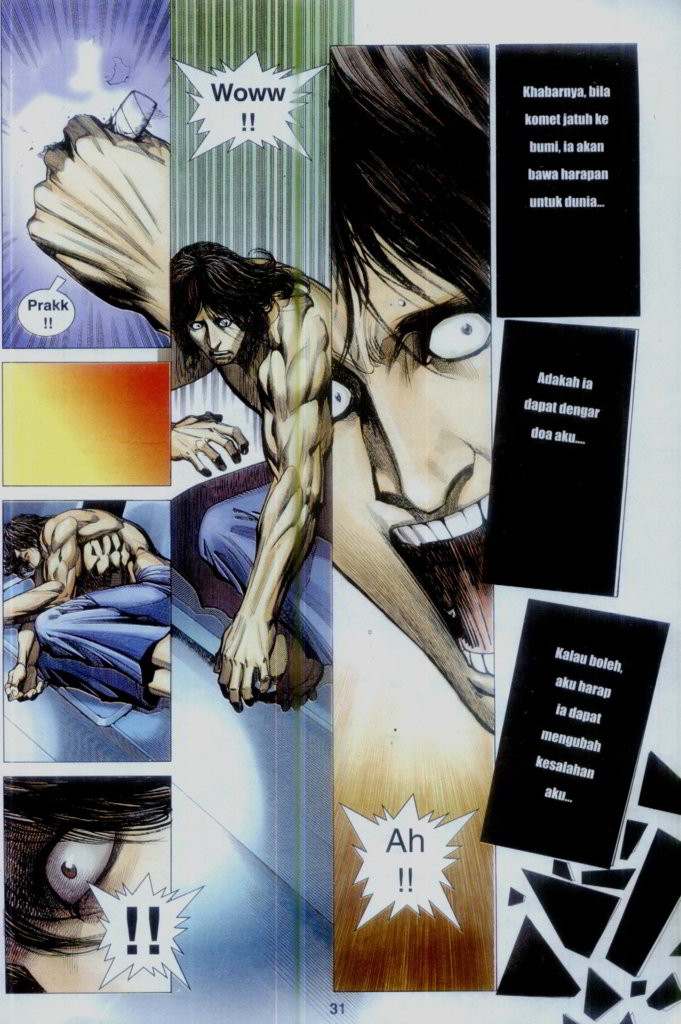 Prakk
!!
Woww
!!
!!
Ah
!!
Khabarnya, bila
komet jatuh ke
bumi, ia akan
bawa harapan
untuk dunia...
Adakah ia
dapat dengar
doa aku....
Kalau boleh,
aku harap
ia dapat
mengubah
kesalahan
aku...
31